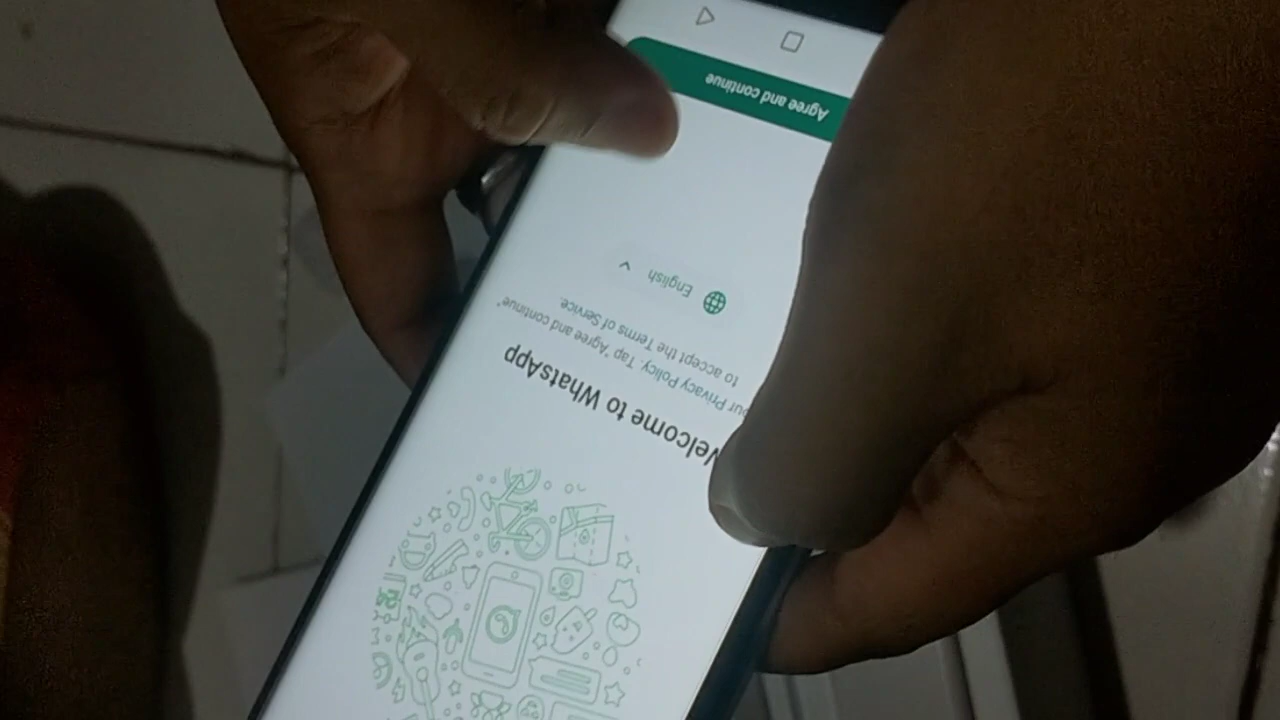 Welcome to WhatsApp
our Privacy Policy. Tap "Agree and continue"
to accept the Terms of Service.
English
Agree and continue